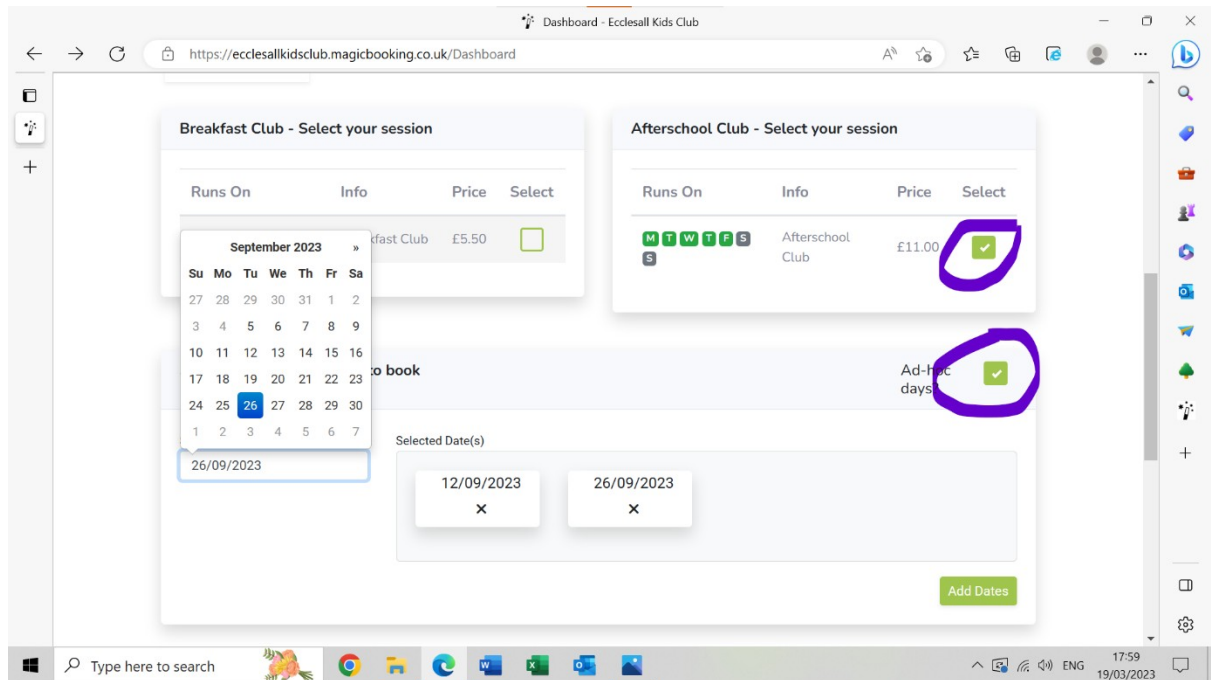 Dashboard - Ecclesall Kids Club
https://ecclesallkidsclub.magicbooking.co.uk/Dashboard
Breakfast Club - Select your session
Runs On Info Price Select
kfast Club £5.50
Afterschool Club - Select your session
Runs On Info Price Select
M T W T F S
S
Afterschool
Club
£11.00
September 2023 »
Su Mo Tu We Th Fr Sa
27 28 29 30 31 1 2
3 4 5 6 7 8 9
10 11 12 13 14 15 16
17 18 19 20 21 22 23
24 25 26 27 28 29 30
1 2 3 4 5 6 7
to book
days
26/09/2023
Selected Date(s)
12/09/2023 26/09/2023
Add Dates
Type here to search
ENG
17:59
19/03/2023